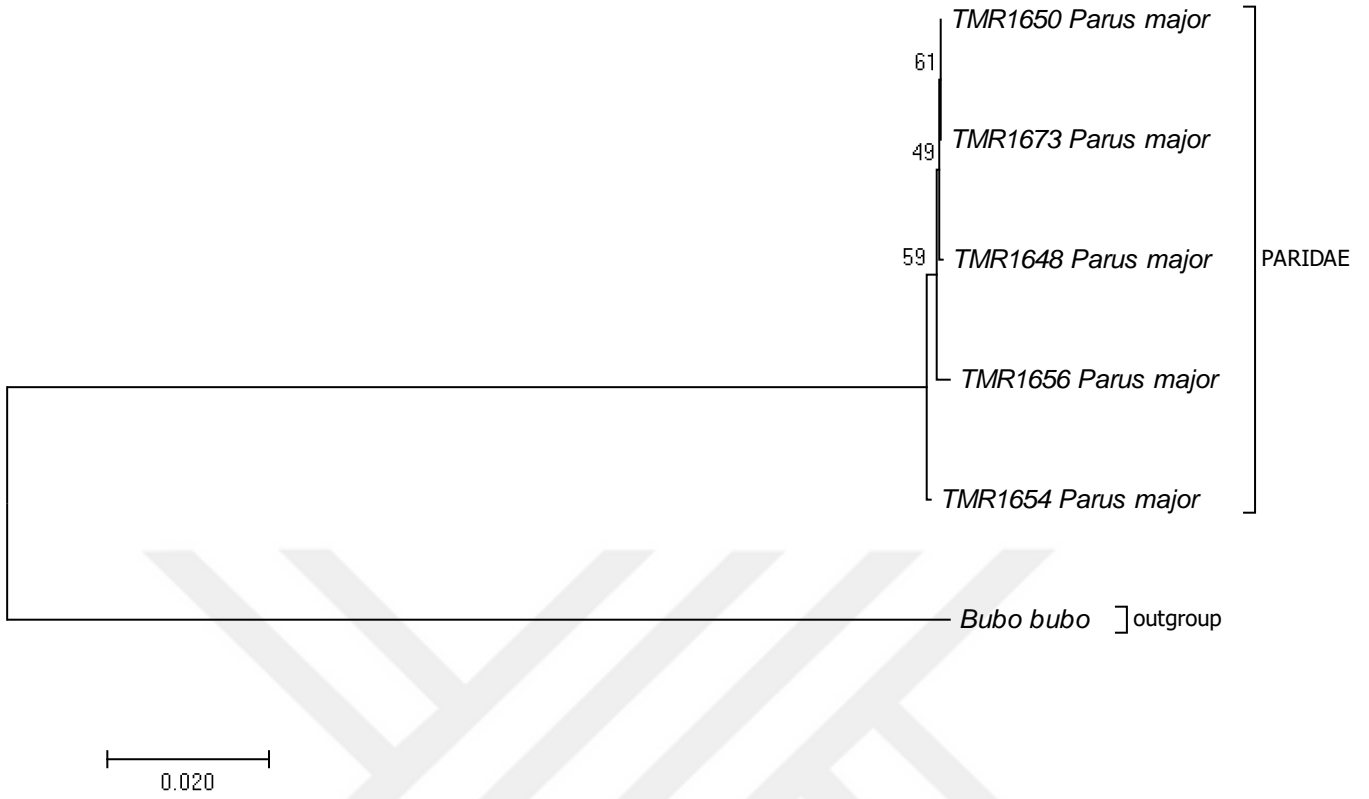 TMR1650 Parus major
61
TMR1673 Parus major
49
59
TMR1648 Parus major
PARIDAE
TMR1656 Parus major
TMR1654 Parus major
Bubo bubo
outgroup
0.020